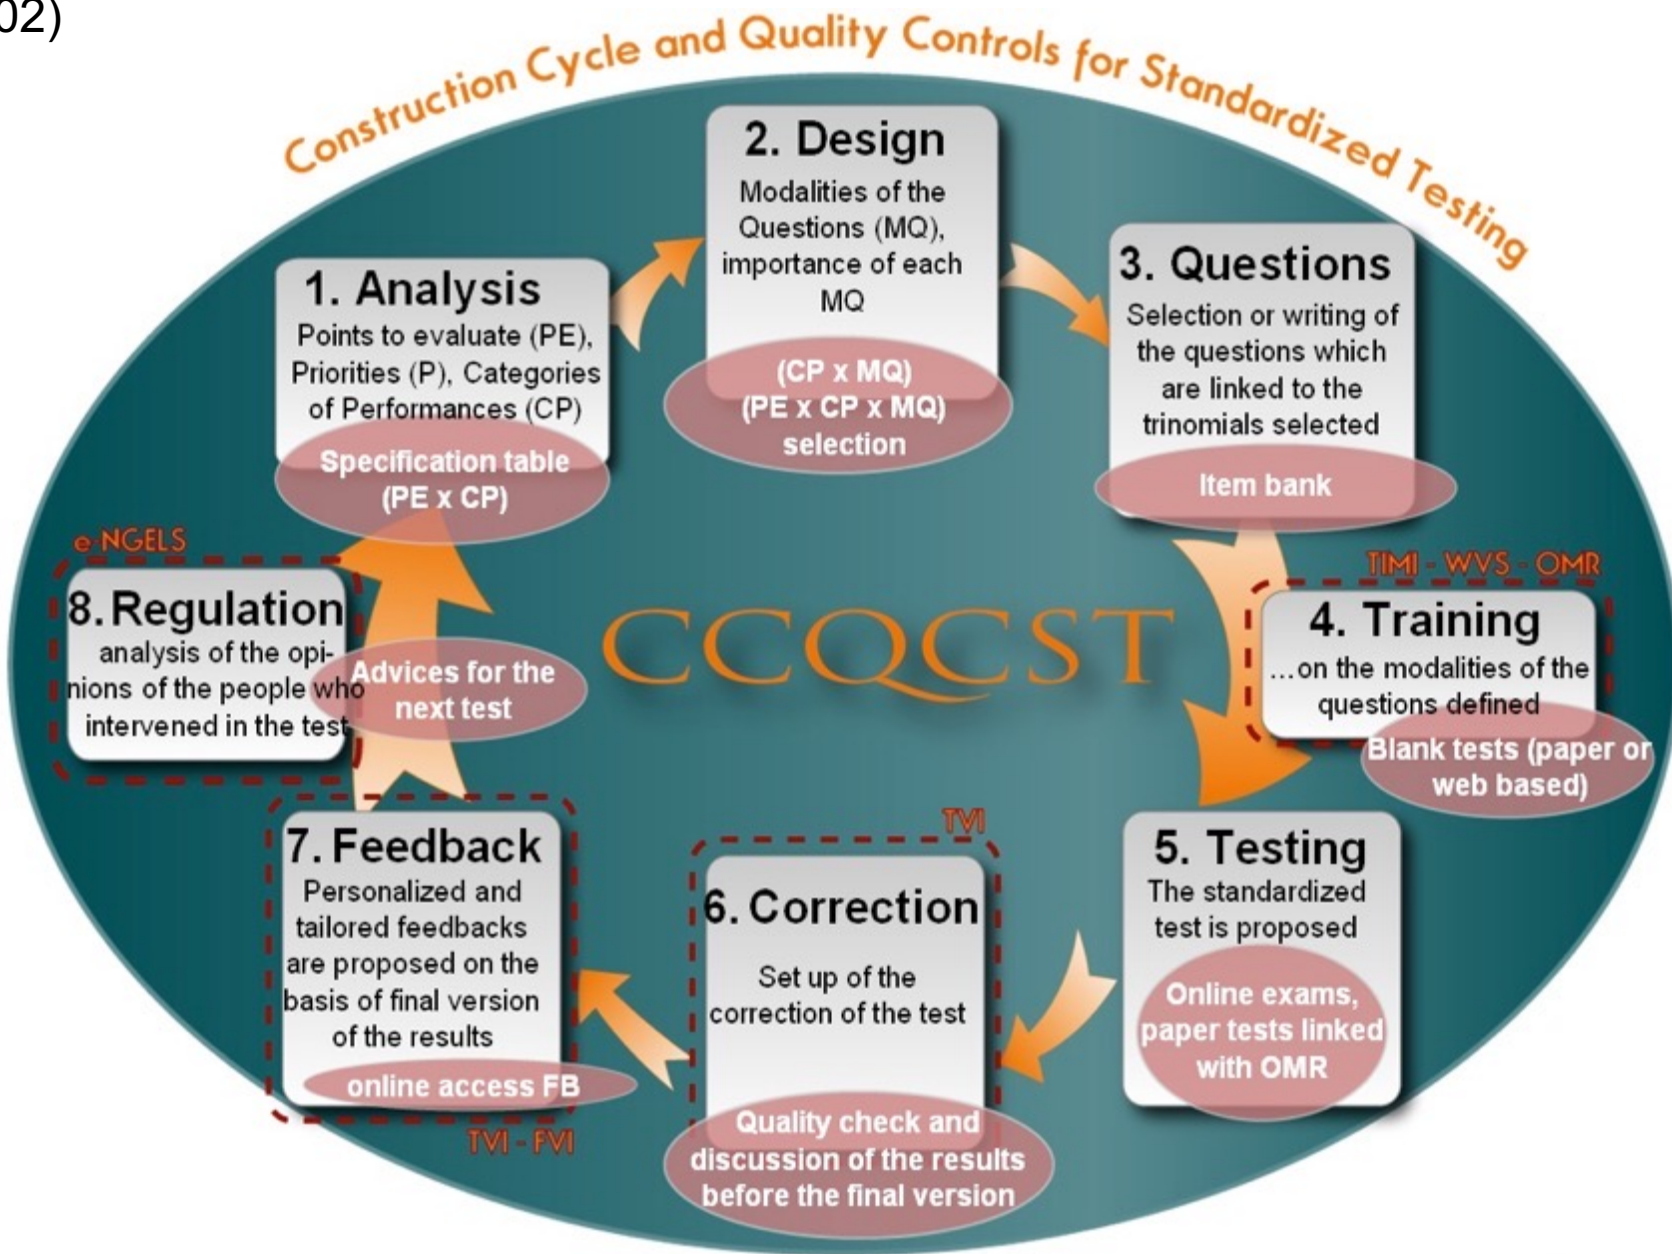 02)
Construction Cycle and Quality Controls for Standardized Testing
1. Analysis
Points to evaluate (PE),
Priorities (P), Categories
of Performances (CP)
Specification table
(PE x CP)
2. Design
Modalities of the
Questions (MQ),
importance of each
MQ
(CP x MQ)
(PE x CP x MQ)
selection
3. Questions
Selection or writing of
the questions which
are linked to the
trinomials selected
Item bank
TIMI - WVS - OMR
4. Training
...on the modalities of the
questions defined
Blank tests (paper or
web based)
5. Testing
The standardized
test is proposed
Online exams,
paper tests linked
with OMR
TVI
6. Correction
Set up of the
correction of the test
Quality check and
discussion of the results
before the final version
7. Feedback
Personalized and
tailored feedbacks
are proposed on the
basis of final version
of the results
online access FB
TVI - FVI
e-NGELS
8. Regulation
analysis of the opi-
nions of the people who
intervened in the test
Advices for the
next test
CCQCST